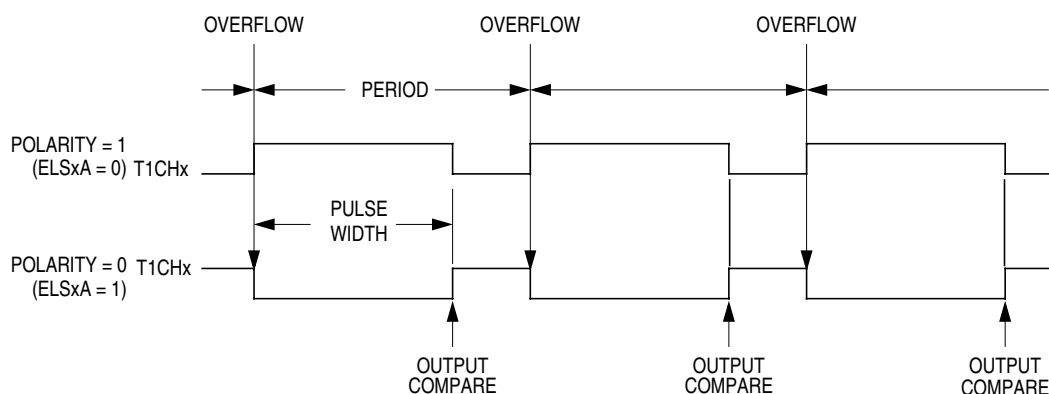 OVERFLOW OVERFLOW OVERFLOW
PERIOD
POLARITY = 1
(ELSxA = 0) T1CHx
PULSE
WIDTH
POLARITY = 0 T1CHx
(ELSxA = 1)
OUTPUT
COMPARE
OUTPUT
COMPARE
OUTPUT
COMPARE